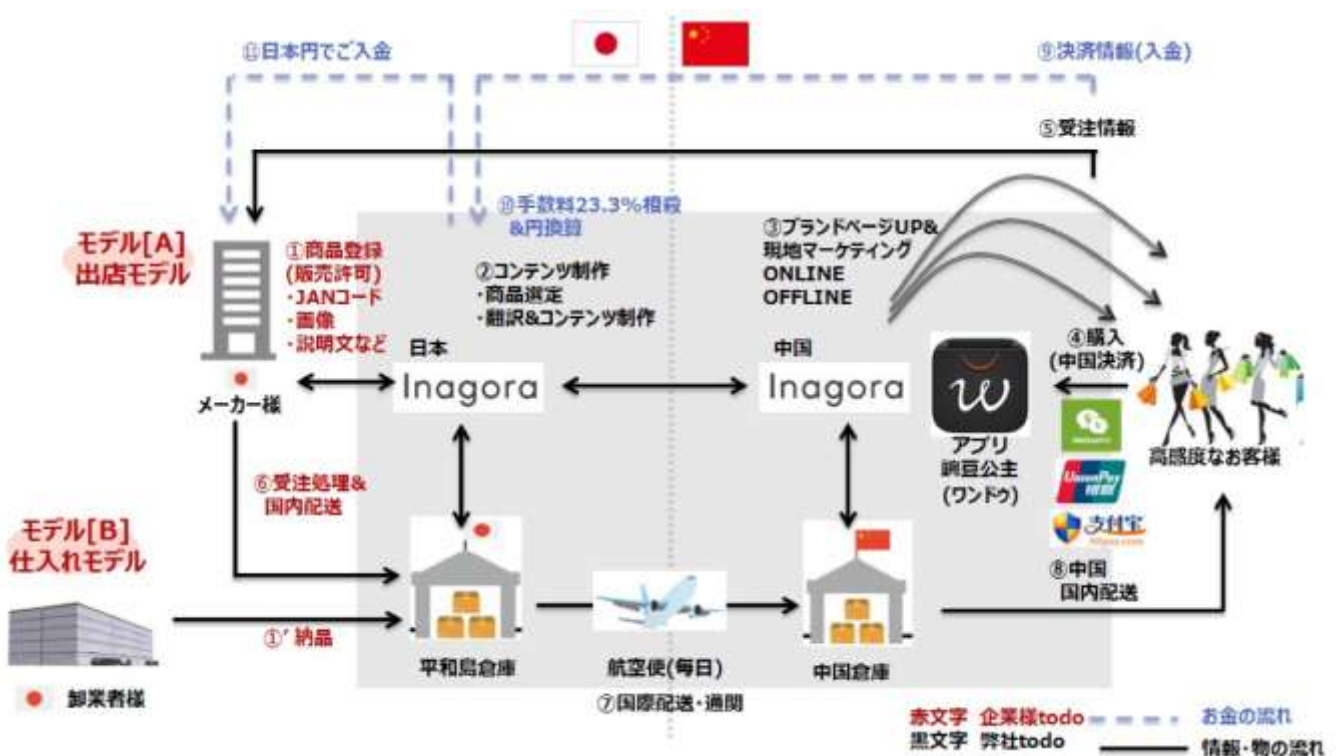 ⑪日本円でご入金
⑨決済情報(入金)
⑤受注情報
⑩手数料23.3%相殺
&円換算
モデル[A]
出店モデル
①商品登録
(販売許可)
・JANコード
・画像
・説明文など
②コンテンツ制作
・商品選定
・翻訳&コンテンツ制作
③ブランドページUP&
現地マーケティング
ONLINE
OFFLINE
日本
Inagora
中国
Inagora
w
アプリ
豌豆公主
(ワンドウ)
④購入
(中国決済)
UnionPay
银联
支付宝
高感度なお客様
メーカー様
⑥受注処理&
国内配送
モデル[B]
仕入れモデル
①’納品
卸業者様
平和島倉庫
航空便(毎日)
⑦国際配送・通関
中国倉庫
⑧中国
国内配送
赤文字 企業様todo
黒文字 弊社todo
お金の流れ
情報・物の流れ